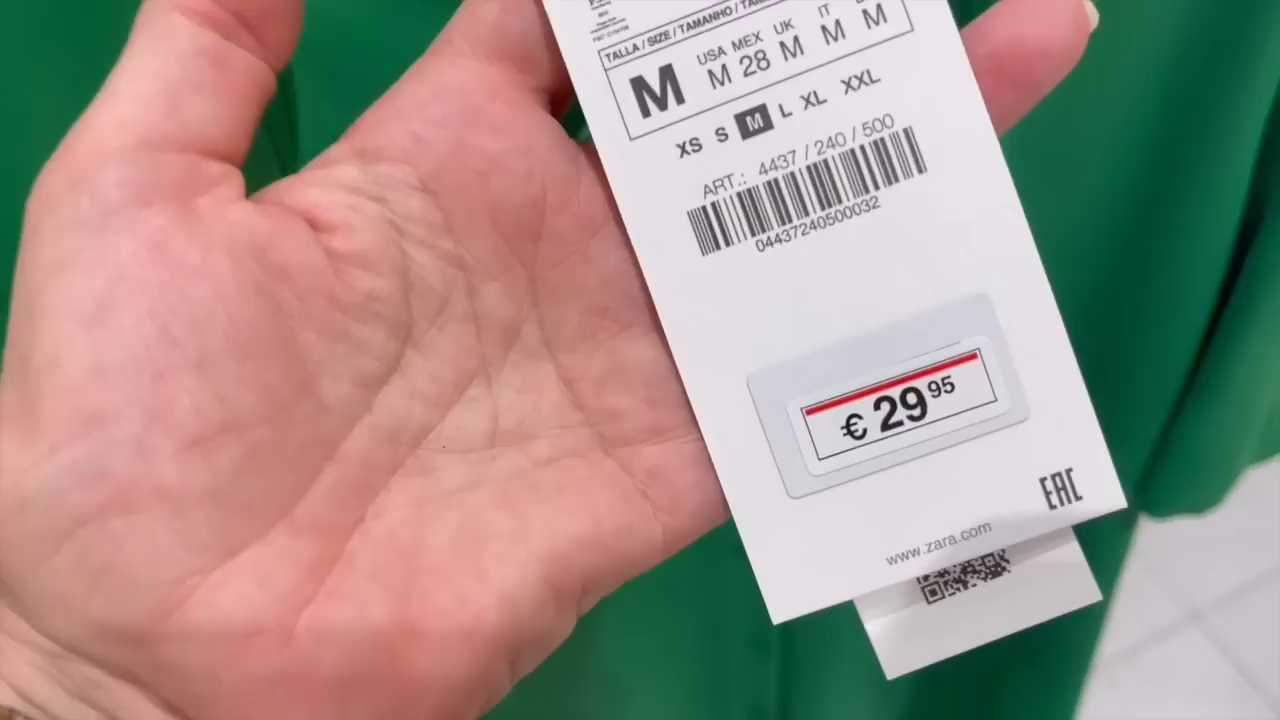 TALLA / SIZE / TAMANHO /
USA MEX UK IT
M M 28 M M M
XS S M L XL XXL
ART.: 4437 / 240 / 500
04437240500032
€ 29 95
EAC
www.zara.com